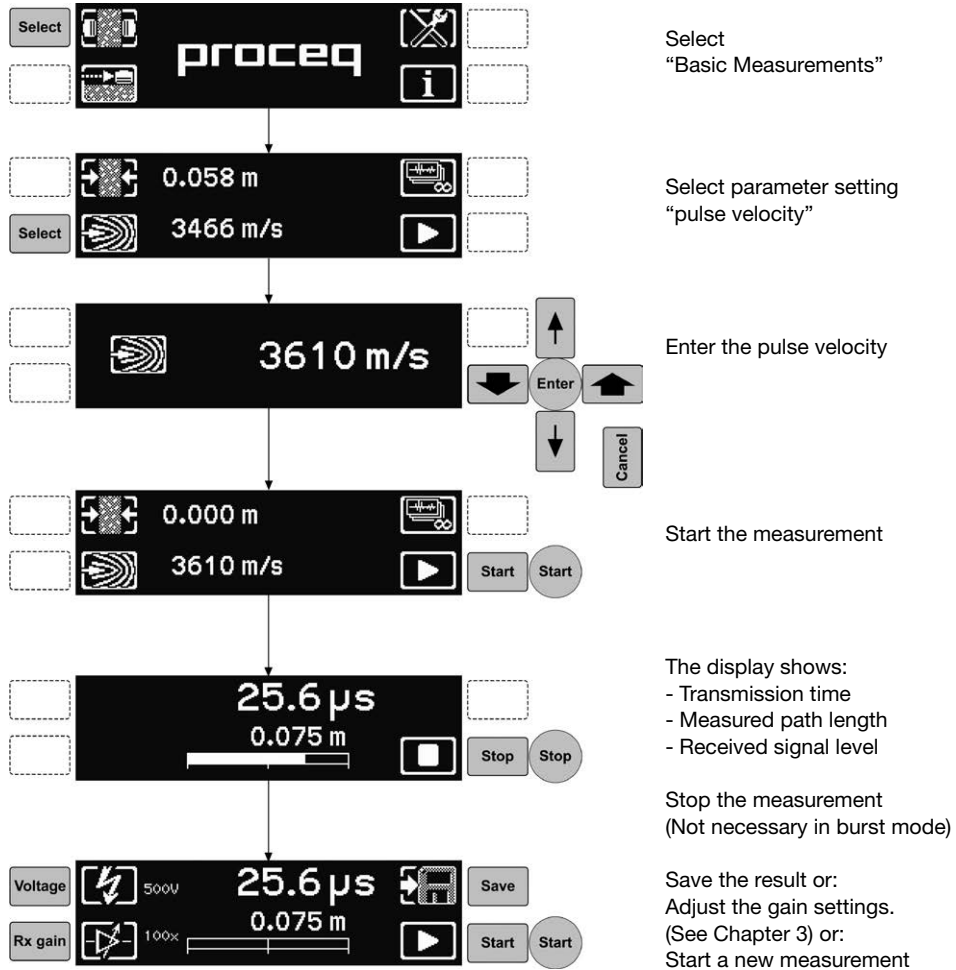 Select
proceq
i
Select
“Basic Measurements”
0.058 m
Select
3466 m/s
Select parameter setting
“pulse velocity”
3610 m/s
Enter
Cancel
Enter the pulse velocity
0.000 m
3610 m/s
Start
Start
Start the measurement
25.6 µs
0.075 m
Stop
Stop
The display shows:
- Transmission time
- Measured path length
- Received signal level
Stop the measurement
(Not necessary in burst mode)
Voltage
500V
25.6 µs
Save
Rx gain
100x
0.075 m
Start
Start
Save the result or:
Adjust the gain settings.
(See Chapter 3) or:
Start a new measurement